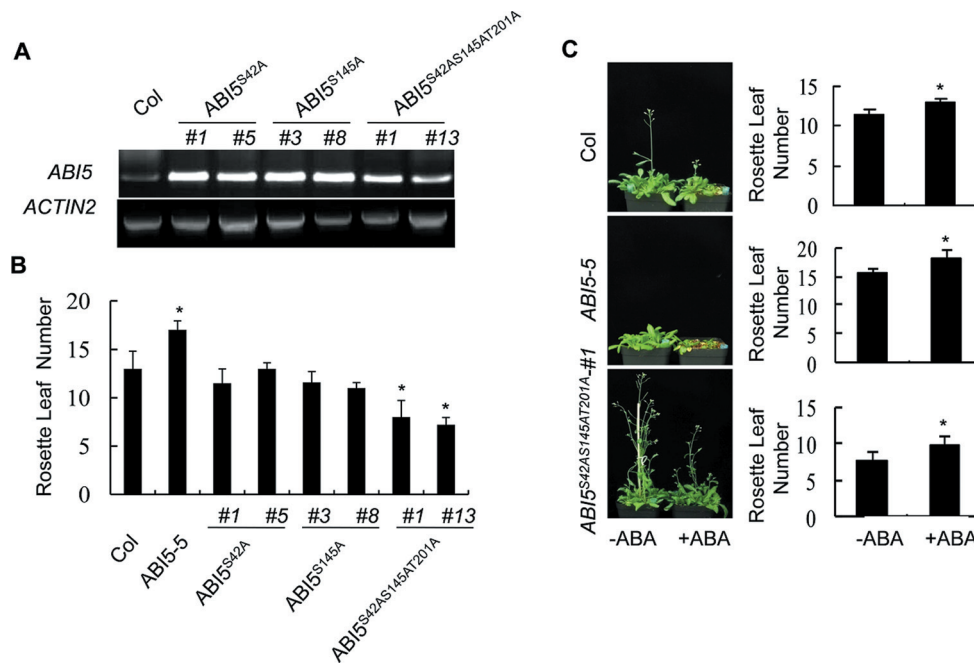 A
Col
ABI5S42A
ABI5S145A
ABI5S42AS145AT201A
#1 #5 #3 #8 #1 #13
ABI5
ACTIN2
B
Rosette Leaf Number
20
15
10
5
0
* * *
#1 #5 #3 #8 #1 #13
Col
ABI5-5
ABI5S42A
ABI5S145A
ABI5S42AS145AT201A
C
Col
Rosette Leaf
Number
15
10
5
0
*
ABI5-5
Rosette Leaf
Number
20
15
10
5
0
*
ABI5S42AS145AT201A-#1
Rosette Leaf
Number
15
10
5
0
*
-ABA +ABA
-ABA +ABA